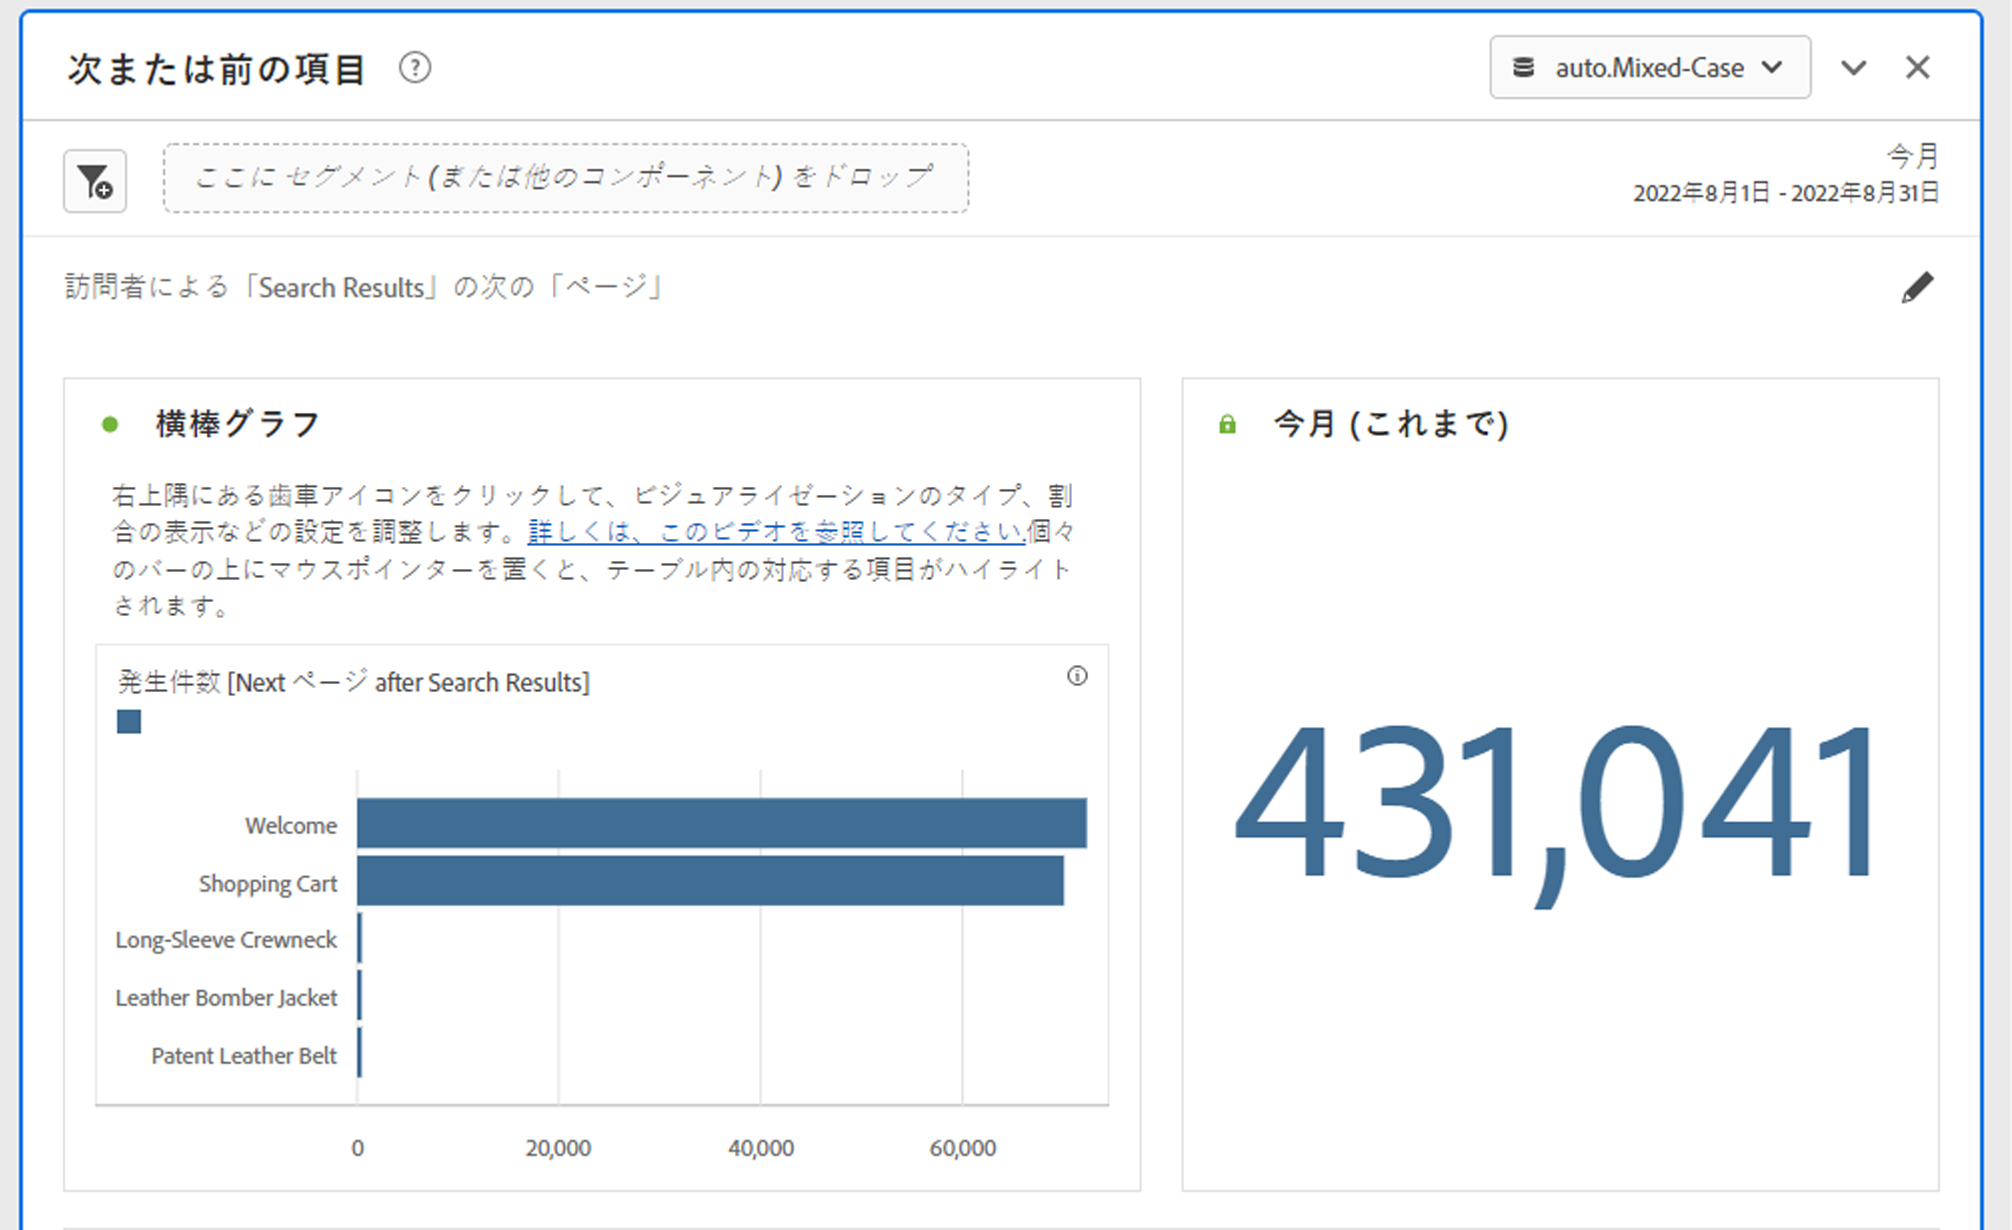 次または前の項目
auto.Mixed-Case
ここに セグメント (または他のコンポーネント) をドロップ
今月
2022年8月1日 - 2022年8月31日
訪問者による「Search Results」の次の「ページ」
横棒グラフ
右上隅にある歯車アイコンをクリックして、ビジュアライゼーションのタイプ、割
合の表示などの設定を調整します。詳しくは、このビデオを参照してください.個々
のバーの上にマウスポインターを置くと、テーブル内の対応する項目がハイライト
されます。
発生件数 [Next ページ after Search Results]
Welcome
Shopping Cart
Long-Sleeve Crewneck
Leather Bomber Jacket
Patent Leather Belt
0 20,000 40,000 60,000
今月 (これまで)
431,041